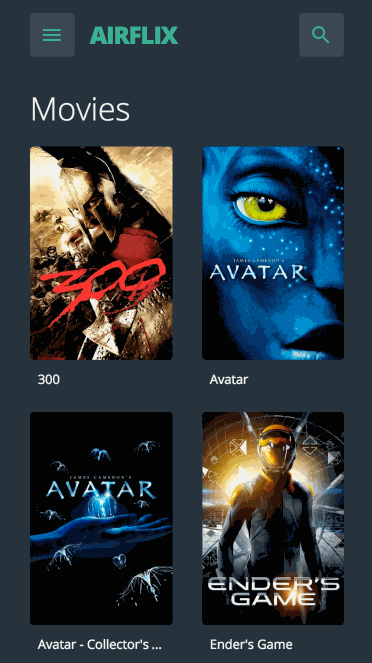 AIRFLIX
Movies
300
JAMES CAMERON'S
AVATAR
300
Avatar
JAMES CAMERON'S
AVATAR
ENDER'S
GAME
Avatar - Collector's ...
Ender's Game